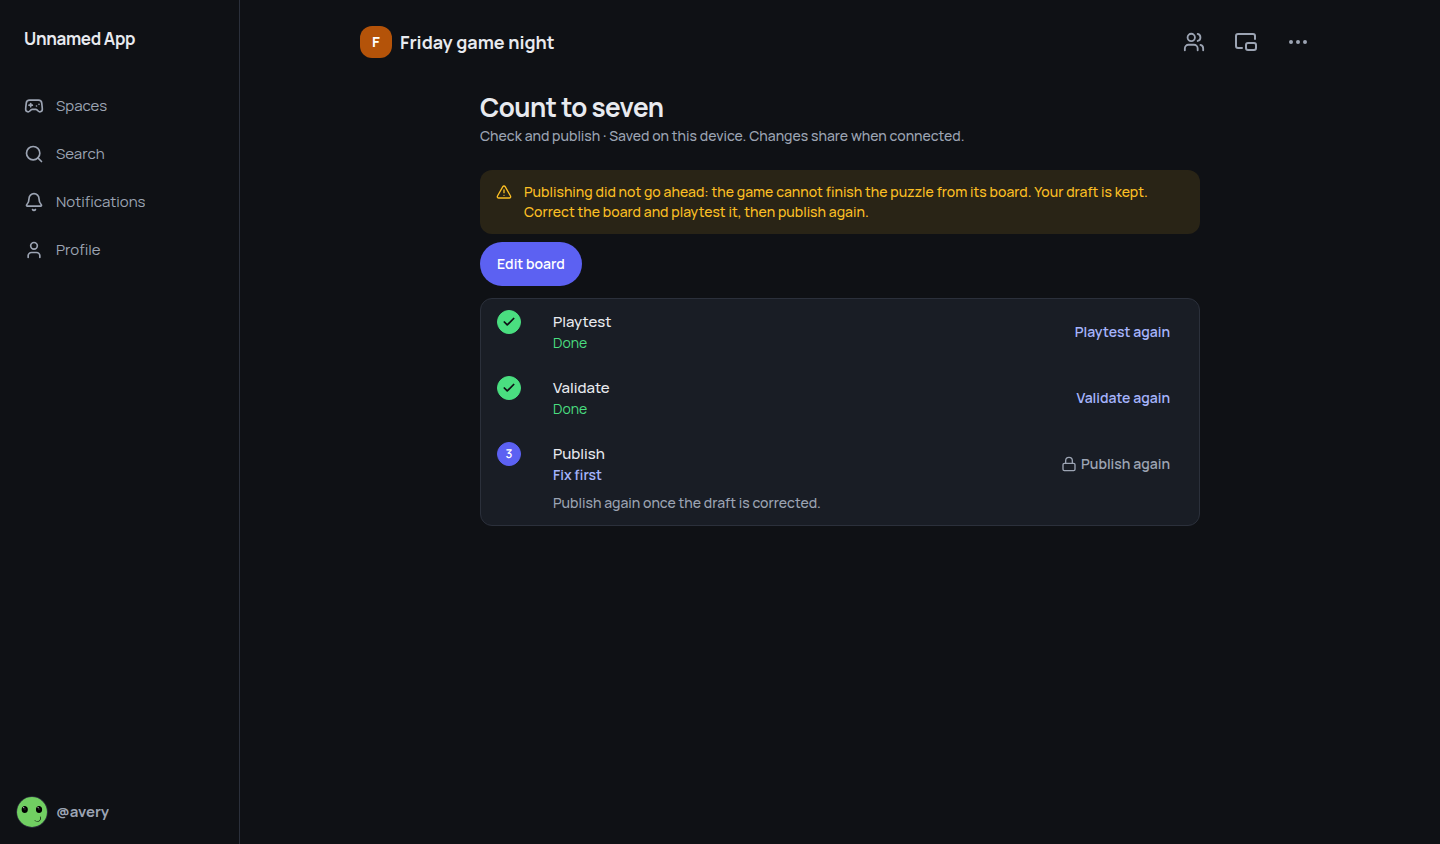 Unnamed App
Spaces
Search
Notifications
Profile
@avery
F
Friday game night
Count to seven
Check and publish · Saved on this device. Changes share when connected.
Publishing did not go ahead: the game cannot finish the puzzle from its board. Your draft is kept.
Correct the board and playtest it, then publish again.
Edit board
Playtest
Done
Playtest again
Validate
Done
Validate again
3
Publish
Fix first
Publish again
Publish again once the draft is corrected.